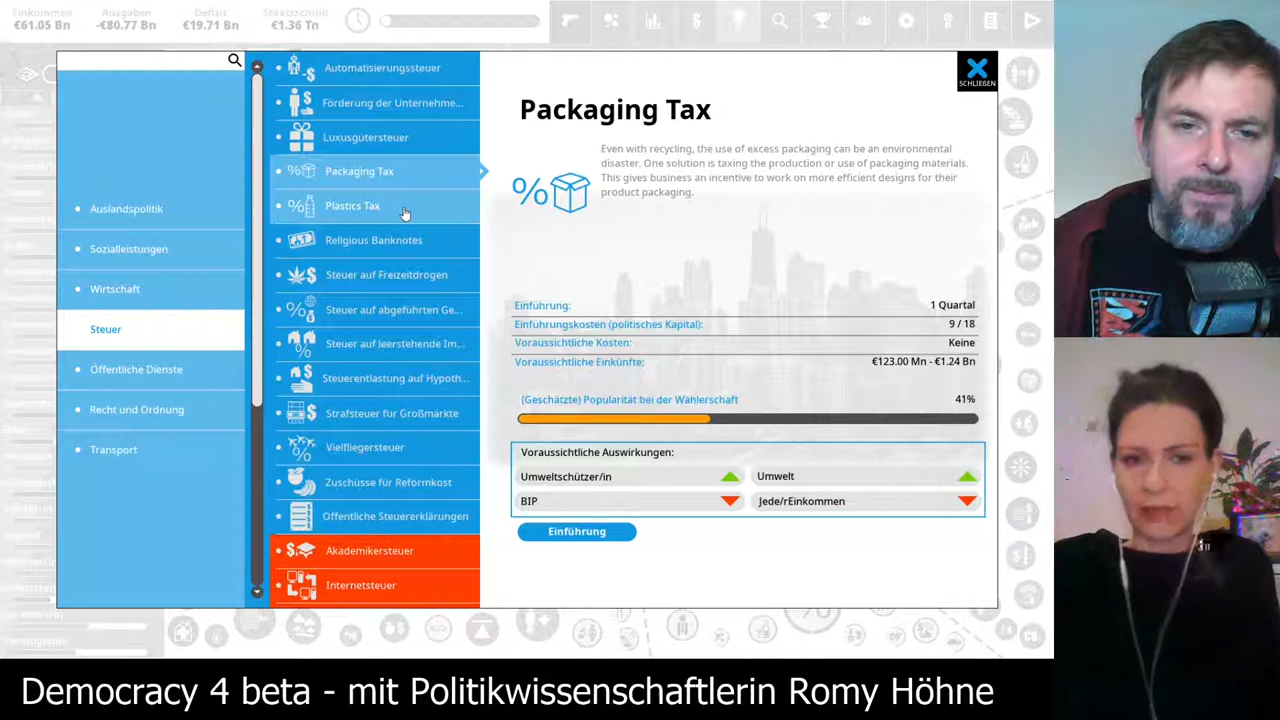 Einkommen
€61.05 Bn
Ausgaben
-€80.77 Bn
Defizit
€19.71 Bn
Staatsschuld
€1.36 Tn
SCHLIEßEN
Auslandspolitik
Sozialleistungen
Wirtschaft
Steuer
Öffentliche Dienste
Recht und Ordnung
Transport
Automatisierungssteuer
Förderung der Unternehme...
Luxusgütersteuer
Packaging Tax
Plastics Tax
Religious Banknotes
Steuer auf Freizeitdrogen
Steuer auf abgeführten Ge...
Steuer auf leerstehende Im...
Steuerentlastung auf Hypoth...
Strafsteuer für Großmärkte
Vielfliegersteuer
Zuschüsse für Reformkost
Öffentliche Steuererklärungen
Akademikersteuer
Internetsteuer
Packaging Tax
Even with recycling, the use of excess packaging can be an environmental
disaster. One solution is taxing the production or use of packaging materials.
This gives business an incentive to work on more efficient designs for their
product packaging.
Einführung: 1 Quartal
Einführungskosten (politisches Kapital): 9 / 18
Voraussichtliche Kosten: Keine
Voraussichtliche Einkünfte: €123.00 Mn - €1.24 Bn
(Geschätzte) Popularität bei der Wählerschaft 41%
Voraussichtliche Auswirkungen:
Umweltschützer/in Umwelt
BIP Jede/rEinkommen
Einführung
Democracy 4 beta - mit Politikwissenschaftlerin Romy Höhne